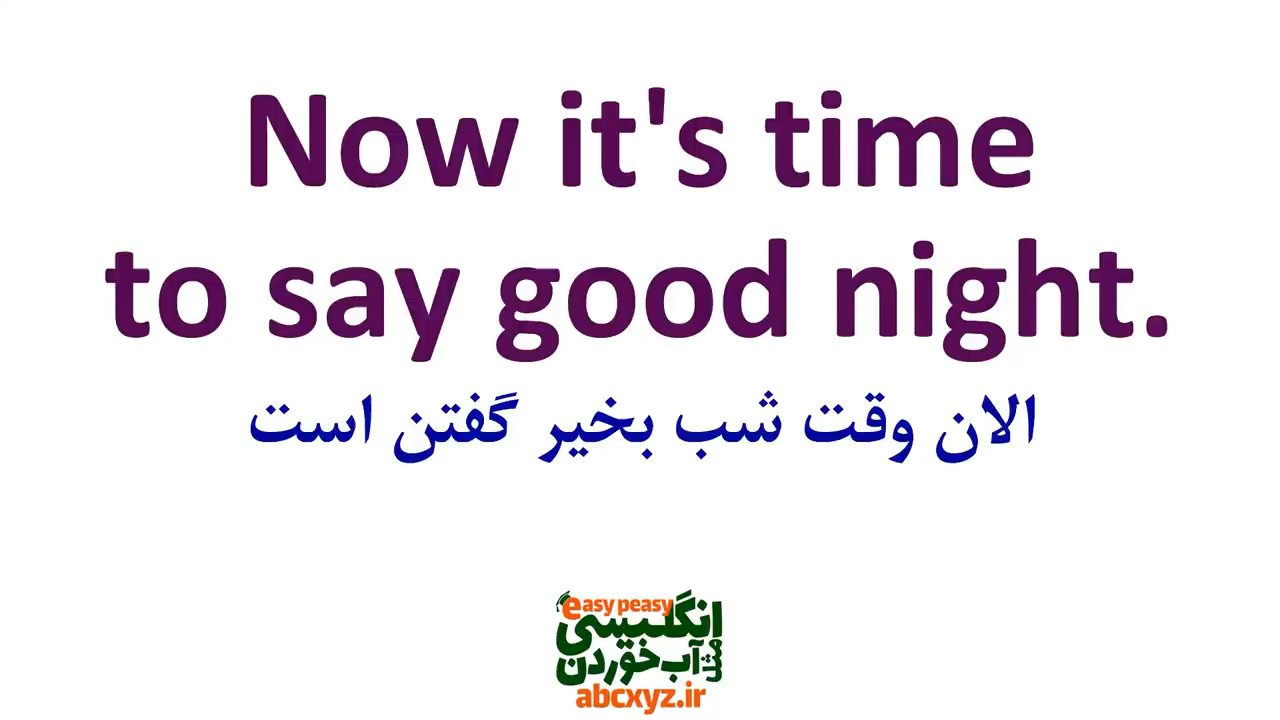 Now it's time
to say good night.
الان وقت شب بخیر گفتن است
easy peasy
انگلیسی
مثل آب خوردن
abcxyz.ir